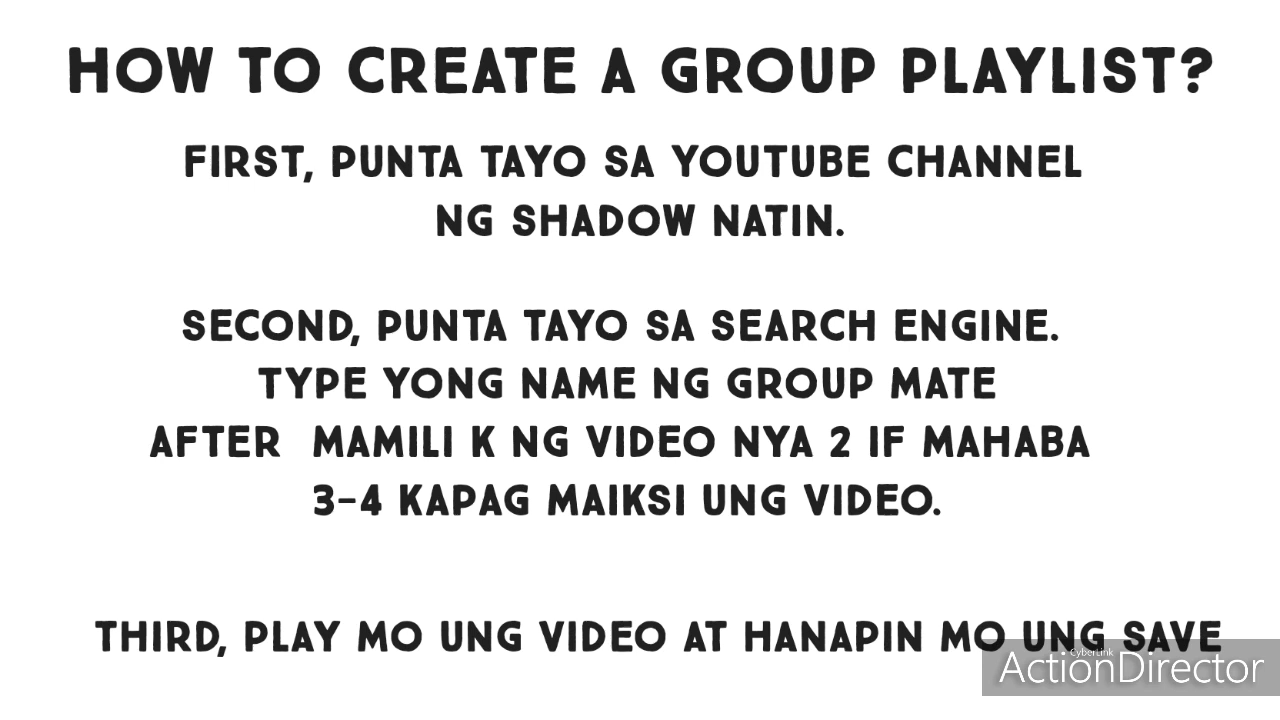 HOW TO CREATE A GROUP PLAYLIST?
FIRST, PUNTA TAYO SA YOUTUBE CHANNEL
NG SHADOW NATIN.
SECOND, PUNTA TAYO SA SEARCH ENGINE.
TYPE YONG NAME NG GROUP MATE
AFTER MAMILI K NG VIDEO NYA 2 IF MAHABA
3-4 KAPAG MAIKSI UNG VIDEO.
THIRD, PLAY MO UNG VIDEO AT HANAPIN MO UNG SAVE
CyberLink
ActionDirector